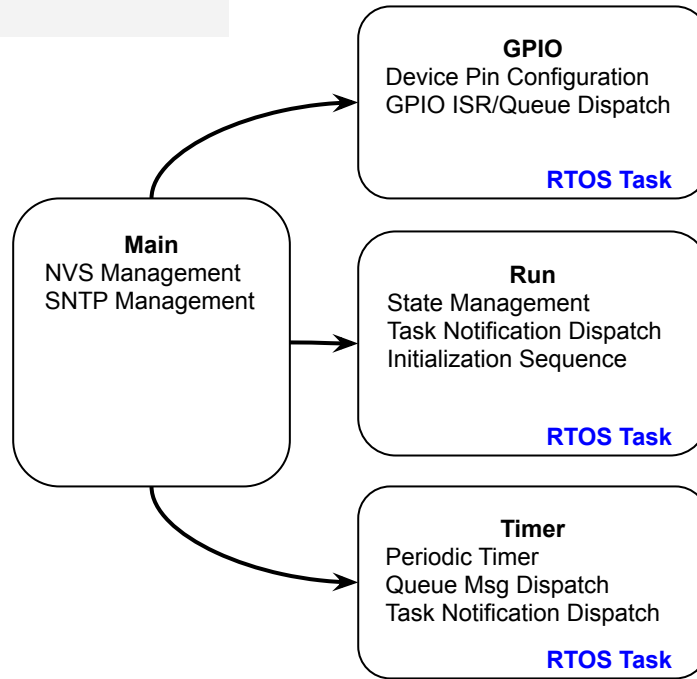 GPIO
Device Pin Configuration
GPIO ISR/Queue Dispatch
RTOS Task
Main
NVS Management
SNTP Management
Run
State Management
Task Notification Dispatch
Initialization Sequence
RTOS Task
Timer
Periodic Timer
Queue Msg Dispatch
Task Notification Dispatch
RTOS Task